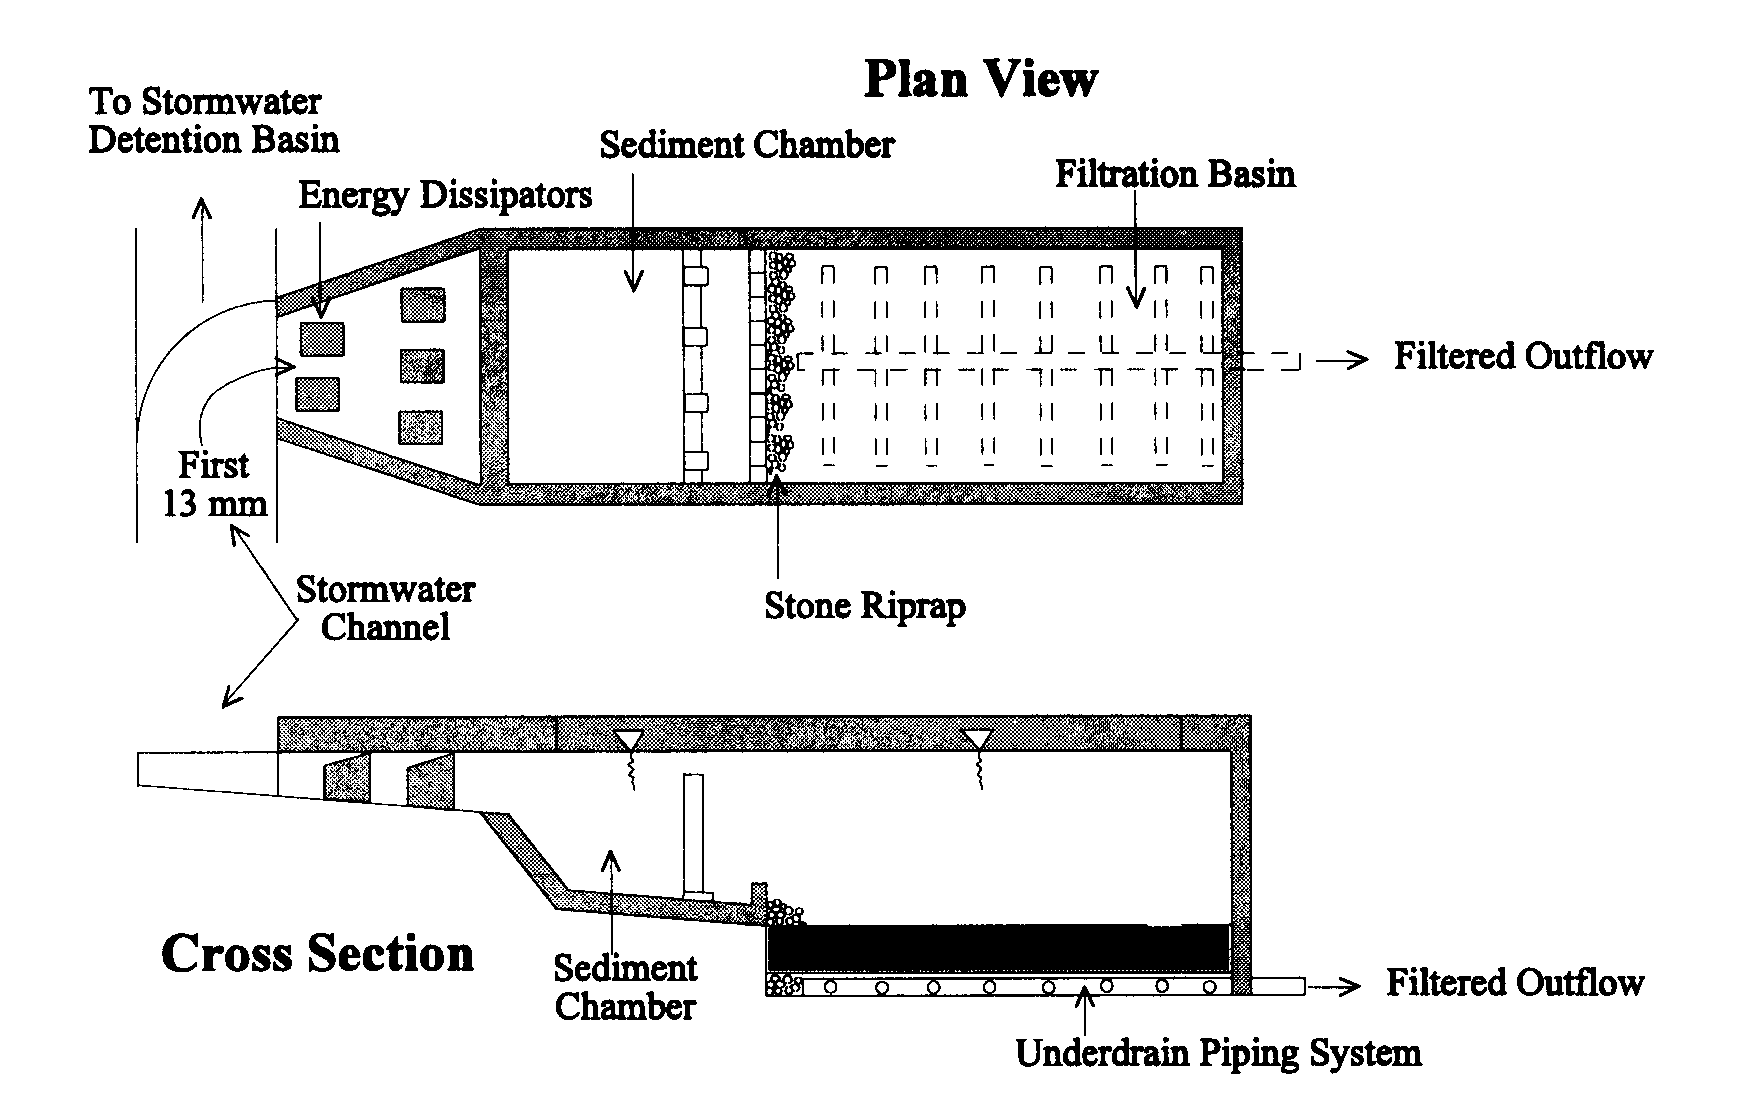 Plan View
To Stormwater
Detention Basin
Sediment Chamber
Filtration Basin
Energy Dissipators
Filtered Outflow
First
13 mm
Stormwater
Channel
Stone Riprap
Cross Section
Sediment
Chamber
Filtered Outflow
Underdrain Piping System